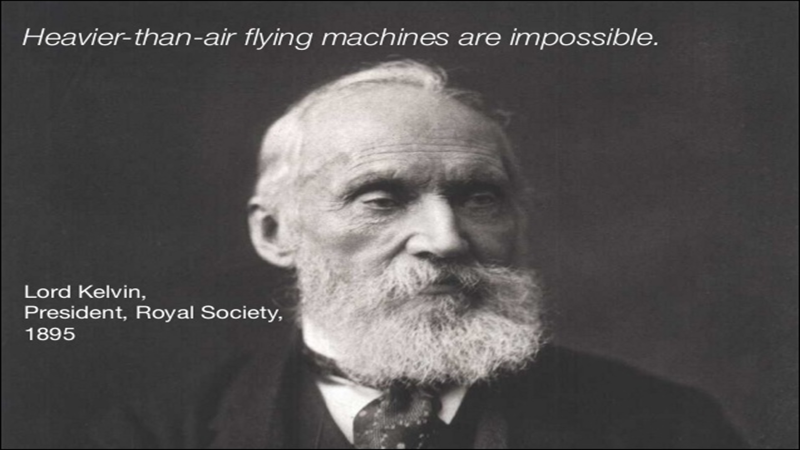 Heavier-than-air flying machines are impossible.
Lord Kelvin,
President, Royal Society,
1895